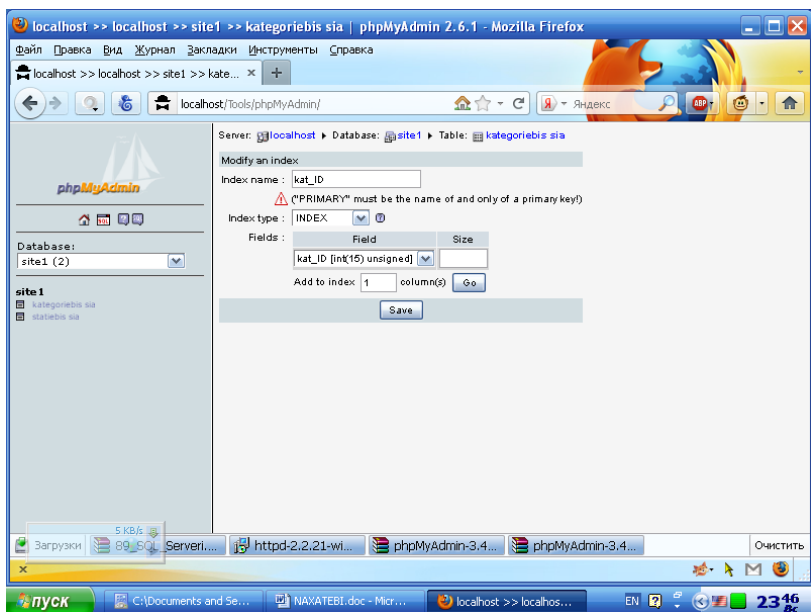 localhost >> localhost >> site1 >> kategoriebis sia | phpMyAdmin 2.6.1 - Mozilla Firefox
Файл Правка Вид Журнал Закладки Инструменты Справка
localhost >> localhost >> site1 >> kate...
localhost/Tools/phpMyAdmin/
Яндекс
ABP
Server: localhost Database: site1 Table: kategoriebis sia
phpMyAdmin
SQL
Database:
site1 (2)
site1
kategoriebis sia
statiebis sia
Modify an index
Index name : kat_ID
("PRIMARY" must be the name of and only of a primary key!)
Index type : INDEX
Fields : Field Size
kat_ID [int(15) unsigned]
Add to index 1 column(s) Go
Save
5 KB/s
Загрузки 89_SQL_Serveri.... httpd-2.2.21-wi... phpMyAdmin-3.4... phpMyAdmin-3.4... Очистить
пуск C:\Documents and Se... NAXATEBI.doc - Micr... localhost >> localhos... EN 23 46